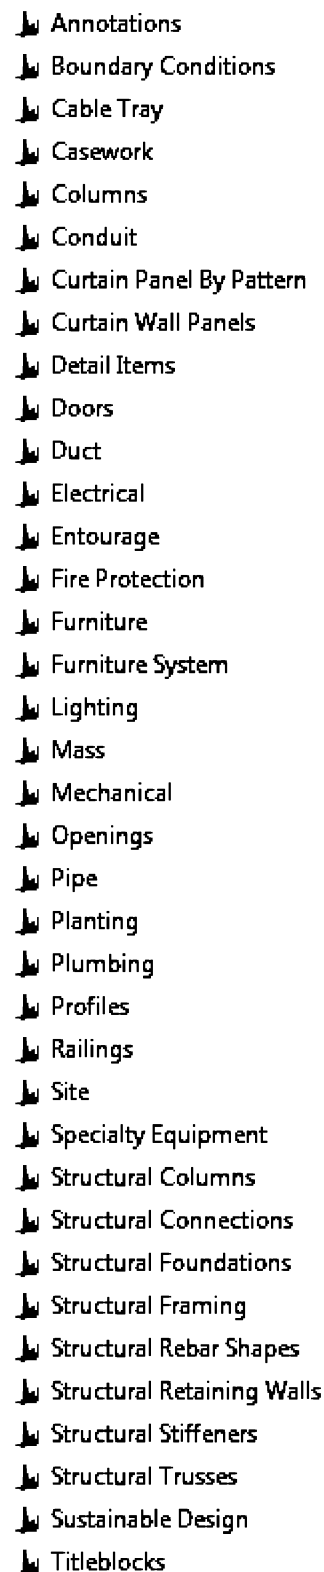 Annotations
Boundary Conditions
Cable Tray
Casework
Columns
Conduit
Curtain Panel By Pattern
Curtain Wall Panels
Detail Items
Doors
Duct
Electrical
Entourage
Fire Protection
Furniture
Furniture System
Lighting
Mass
Mechanical
Openings
Pipe
Planting
Plumbing
Profiles
Railings
Site
Specialty Equipment
Structural Columns
Structural Connections
Structural Foundations
Structural Framing
Structural Rebar Shapes
Structural Retaining Walls
Structural Stiffeners
Structural Trusses
Sustainable Design
Titleblocks